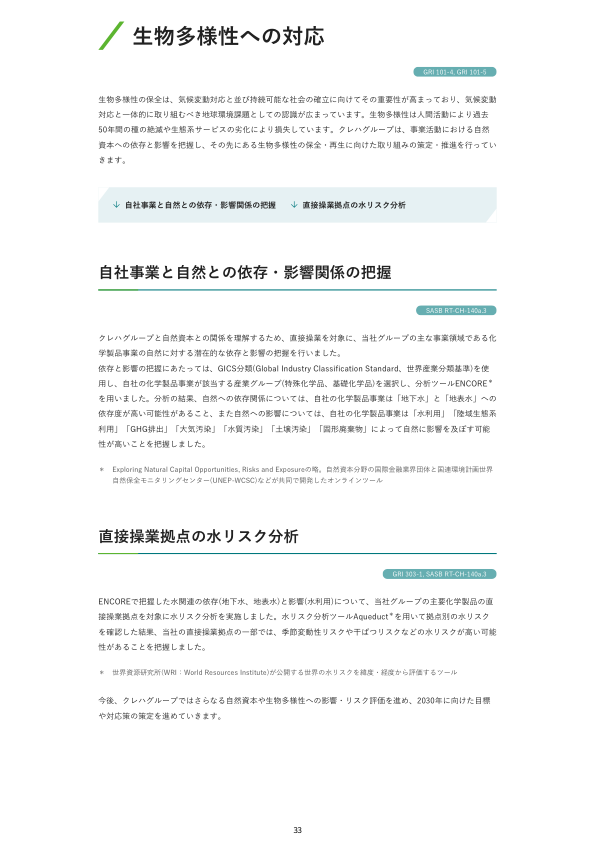 生物多様性への対応
GRI 101-4, GRI 101-5
生物多様性の保全は、気候変動対応と並び持続可能な社会の確立に向けてその重要性が高まっており、気候変動
対応と一体的に取り組むべき地球環境課題としての認識が広まっています。生物多様性は人間活動により過去
50年間の種の絶滅や生態系サービスの劣化により損失しています。クレハグループは、事業活動における自然
資本への依存と影響を把握し、その先にある生物多様性の保全・再生に向けた取り組みの策定・推進を行ってい
きます。
↓ 自社事業と自然との依存・影響関係の把握 ↓ 直接操業拠点の水リスク分析
自社事業と自然との依存・影響関係の把握
SASB RT-CH-140a.3
クレハグループと自然資本との関係を理解するため、直接操業を対象に、当社グループの主な事業領域である化
学製品事業の自然に対する潜在的な依存と影響の把握を行いました。
依存と影響の把握にあたっては、GICS分類(Global Industry Classification Standard、世界産業分類基準)を使
用し、自社の化学製品事業が該当する産業グループ(特殊化学品、基礎化学品)を選択し、分析ツールENCORE＊
を用いました。分析の結果、自然への依存関係については、自社の化学製品事業は「地下水」と「地表水」への
依存度が高い可能性があること、また自然への影響については、自社の化学製品事業は「水利用」「陸域生態系
利用」「GHG排出」「大気汚染」「水質汚染」「土壌汚染」「固形廃棄物」によって自然に影響を及ぼす可能
性が高いことを把握しました。
＊ Exploring Natural Capital Opportunities, Risks and Exposureの略。自然資本分野の国際金融業界団体と国連環境計画世界
自然保全モニタリングセンター(UNEP-WCSC)などが共同で開発したオンラインツール
直接操業拠点の水リスク分析
GRI 303-1, SASB RT-CH-140a.3
ENCOREで把握した水関連の依存(地下水、地表水)と影響(水利用)について、当社グループの主要化学製品の直
接操業拠点を対象に水リスク分析を実施しました。水リスク分析ツールAqueduct＊を用いて拠点別の水リスク
を確認した結果、当社の直接操業拠点の一部では、季節変動性リスクや干ばつリスクなどの水リスクが高い可能
性があることを把握しました。
＊ 世界資源研究所(WRI：World Resources Institute)が公開する世界の水リスクを緯度・経度から評価するツール
今後、クレハグループではさらなる自然資本や生物多様性への影響・リスク評価を進め、2030年に向けた目標
や対応策の策定を進めていきます。
33